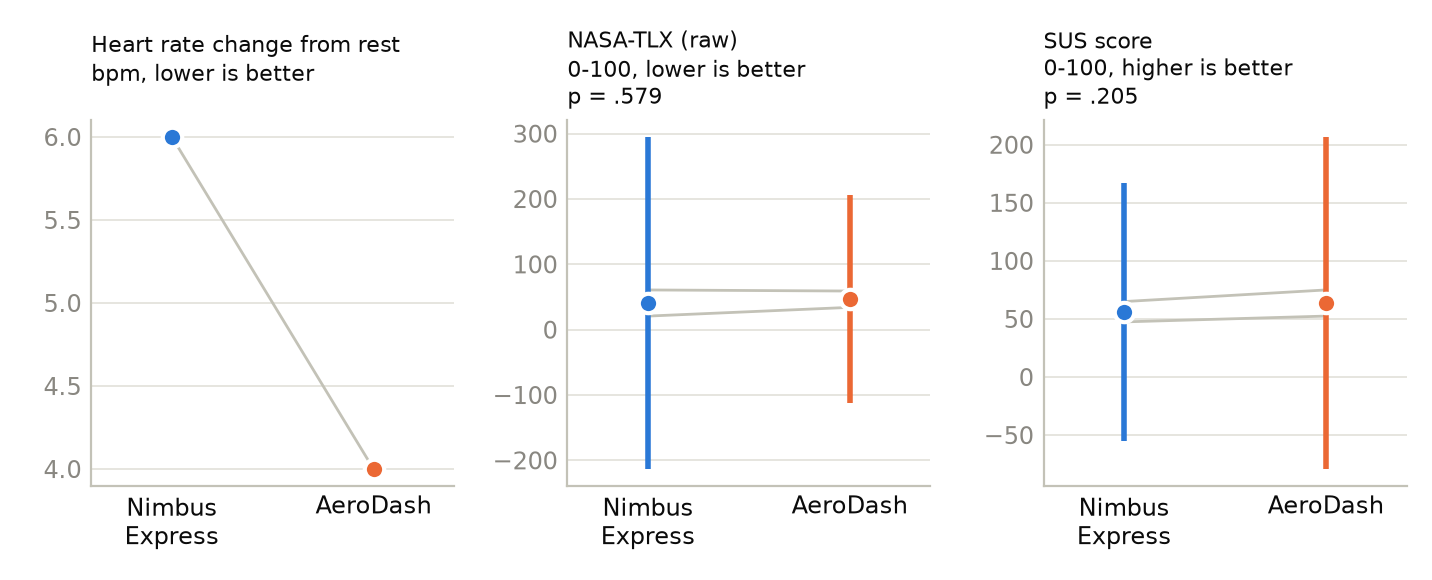 Heart rate change from rest
bpm, lower is better
6.0
5.5
5.0
4.5
4.0
Nimbus
Express
AeroDash
NASA-TLX (raw)
0-100, lower is better
p = .579
300
200
100
0
−100
−200
Nimbus
Express
AeroDash
SUS score
0-100, higher is better
p = .205
200
150
100
50
0
−50
Nimbus
Express
AeroDash